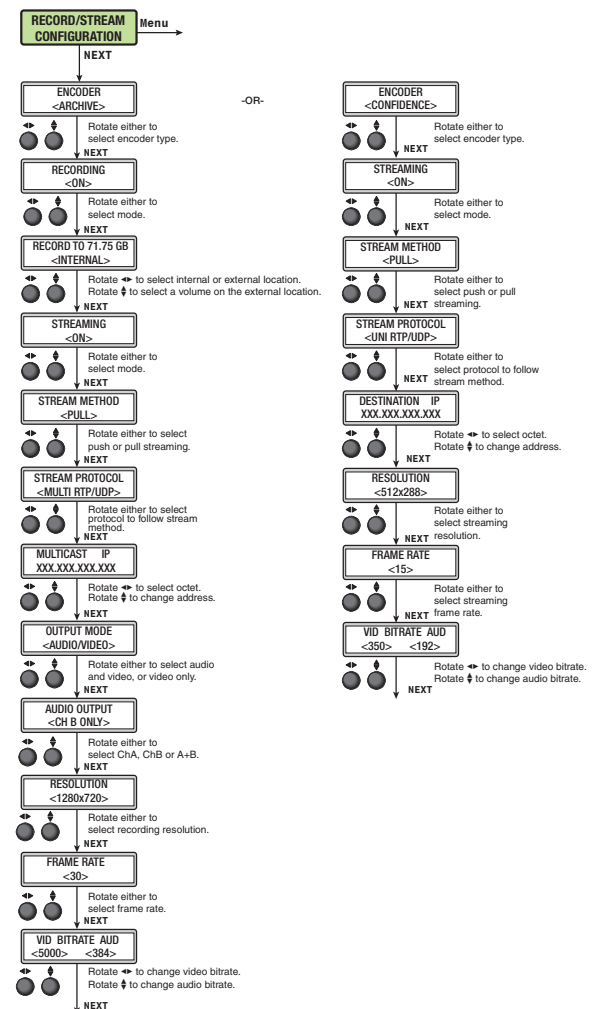 RECORD/STREAM
CONFIGURATION
Menu
NEXT
ENCODER
<ARCHIVE>
Rotate either to
select encoder type.
NEXT
RECORDING
<ON>
Rotate either to
select mode.
NEXT
RECORD TO 71.75 GB
<INTERNAL>
Rotate ◄► to select internal or external location.
Rotate ▲▼ to select a volume on the external location.
NEXT
STREAMING
<ON>
Rotate either to
select mode.
NEXT
STREAM METHOD
<PULL>
Rotate either to select
push or pull streaming.
NEXT
STREAM PROTOCOL
<MULTI RTP/UDP>
Rotate either to select
protocol to follow stream
method.
NEXT
MULTICAST IP
XXX.XXX.XXX.XXX
Rotate ◄► to select octet.
Rotate ▲▼ to change address.
NEXT
OUTPUT MODE
<AUDIO/VIDEO>
Rotate either to select audio
and video, or video only.
NEXT
AUDIO OUTPUT
<CH B ONLY>
Rotate either to
select ChA, ChB or A+B.
NEXT
RESOLUTION
<1280x720>
Rotate either to
select recording resolution.
NEXT
FRAME RATE
<30>
Rotate either to
select frame rate.
NEXT
VID BITRATE AUD
<5000> <384>
Rotate ◄► to change video bitrate.
Rotate ▲▼ to change audio bitrate.
NEXT
-OR-
ENCODER
<CONFIDENCE>
Rotate either to
select encoder type.
NEXT
STREAMING
<ON>
Rotate either to
select mode.
NEXT
STREAM METHOD
<PULL>
Rotate either to
select push or pull
streaming.
NEXT
STREAM PROTOCOL
<UNI RTP/UDP>
Rotate either to
select protocol to follow
stream method.
NEXT
DESTINATION IP
XXX.XXX.XXX.XXX
Rotate ◄► to select octet.
Rotate ▲▼ to change address.
NEXT
RESOLUTION
<512x288>
Rotate either to
select streaming
resolution.
NEXT
FRAME RATE
<15>
Rotate either to
select streaming
frame rate.
NEXT
VID BITRATE AUD
<350> <192>
Rotate ◄► to change video bitrate.
Rotate ▲▼ to change audio bitrate.
NEXT